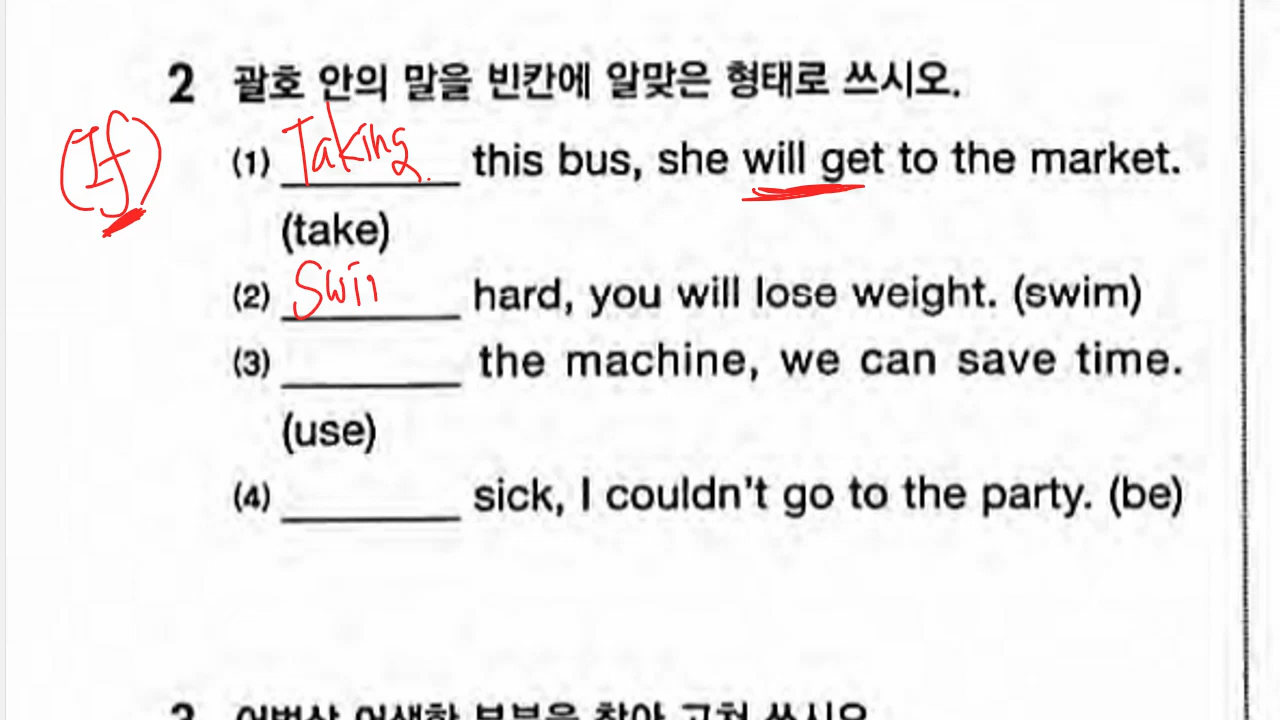 2 괄호 안의 말을 빈칸에 알맞은 형태로 쓰시오.
(If)
(1) Taking this bus, she will get to the market.
(take)
(2) Swim hard, you will lose weight. (swim)
(3) the machine, we can save time.
(use)
(4) sick, I couldn't go to the party. (be)